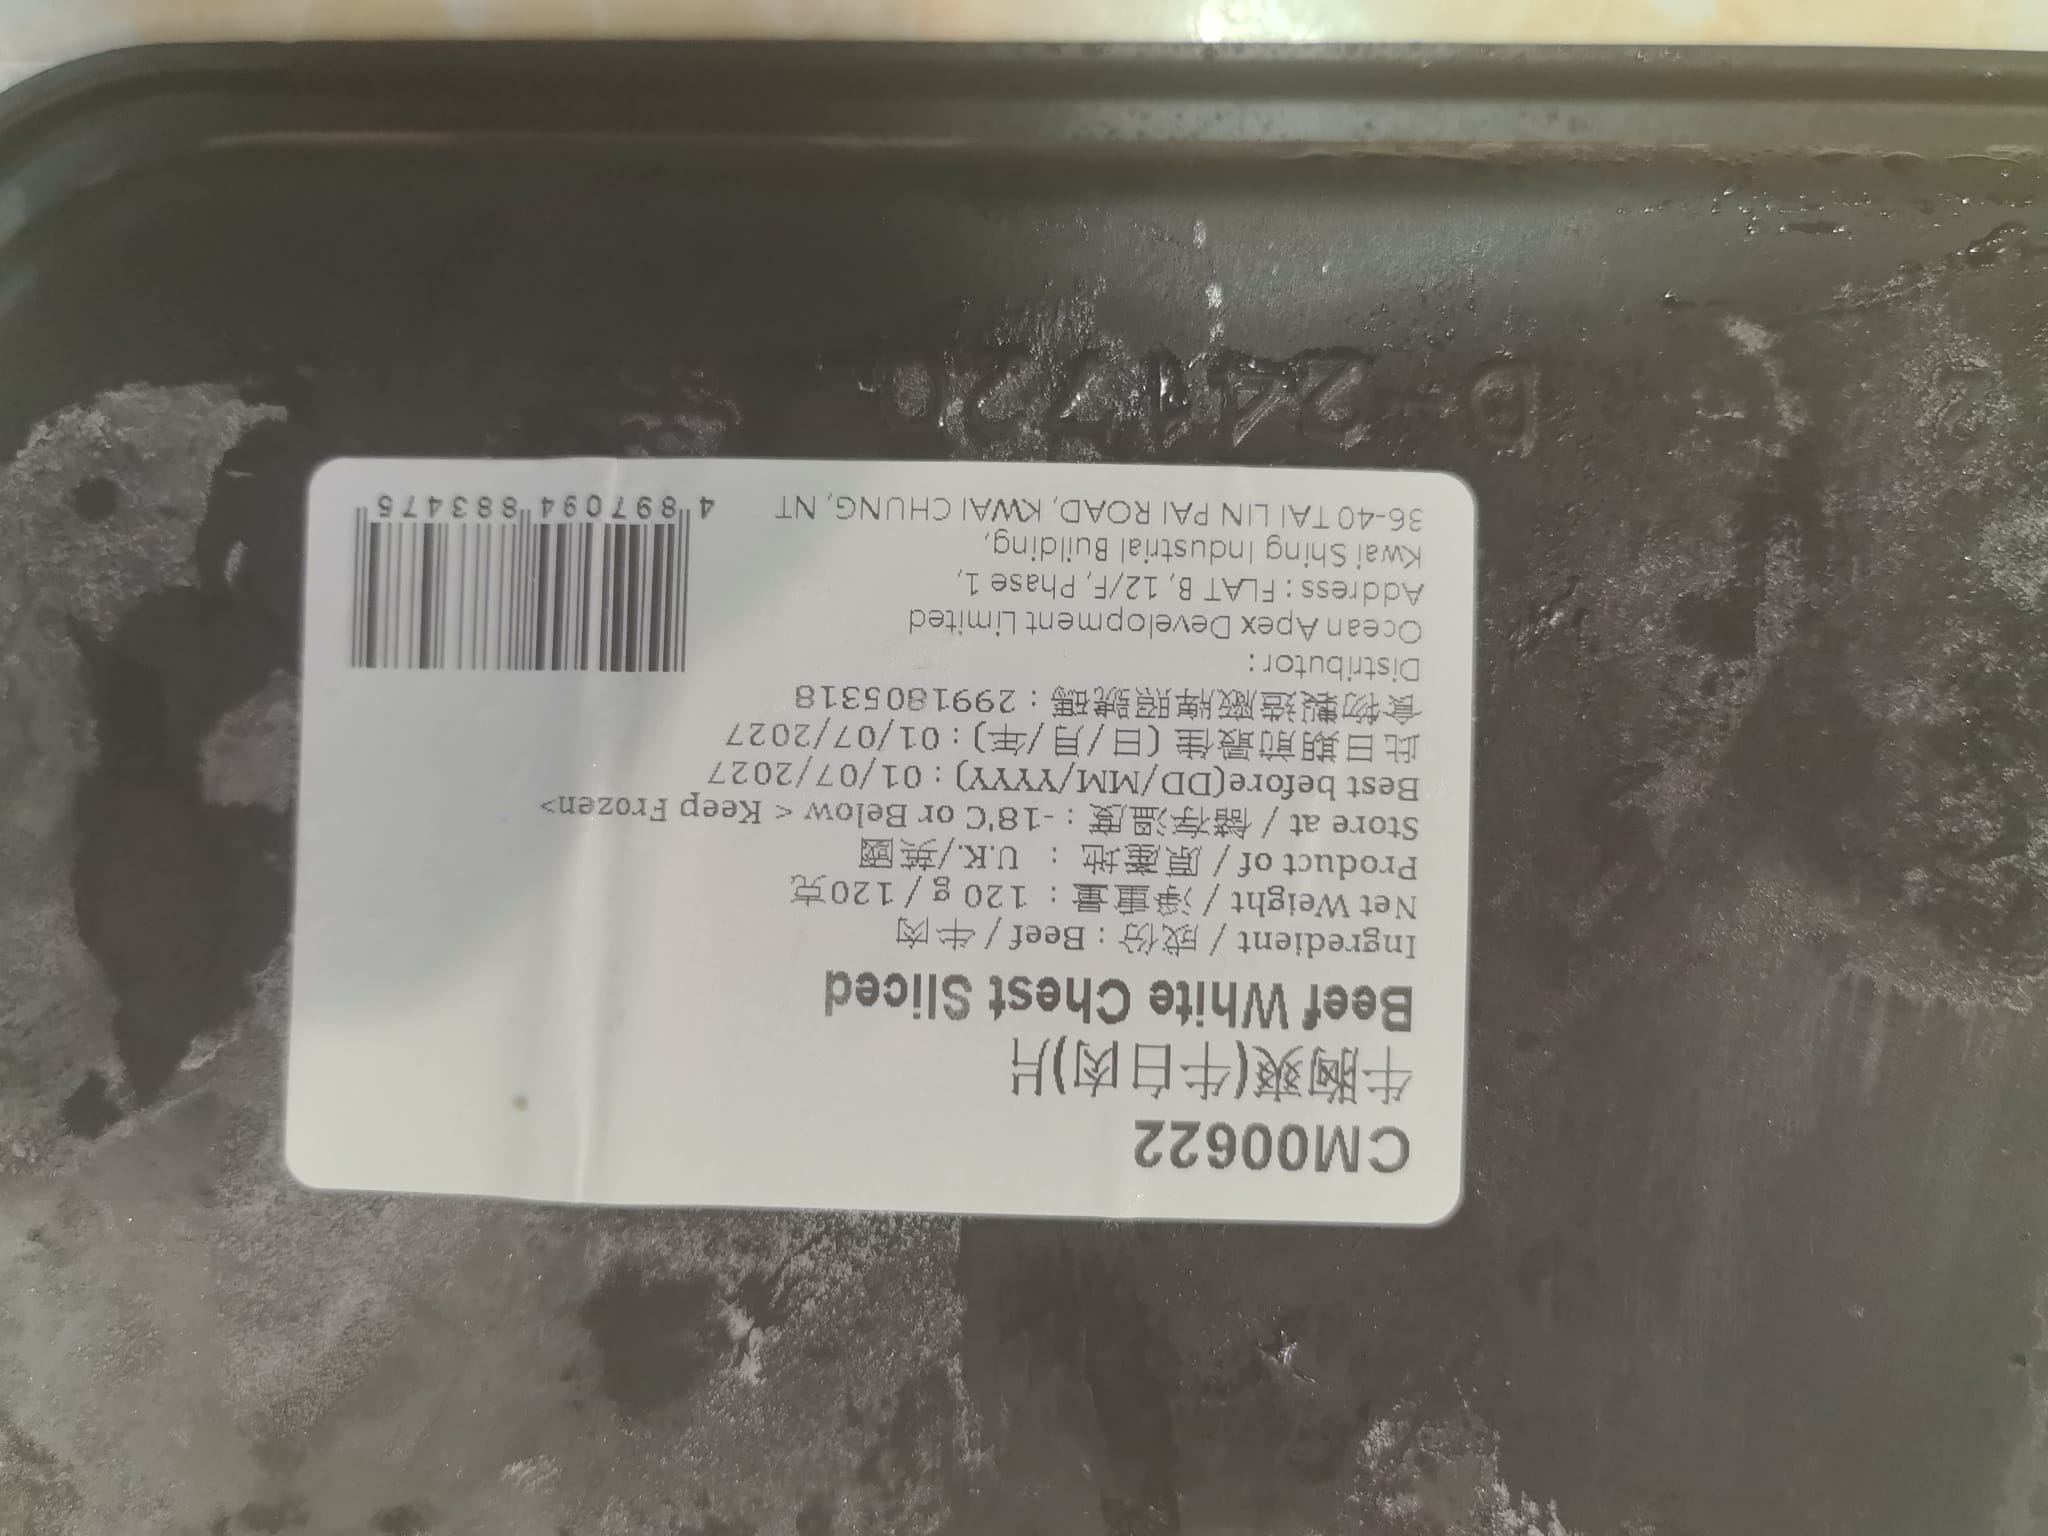 CM00622
牛胸爽(牛白肉)片
Beef White Chest Sliced
Ingredient / 成份 : Beef / 牛肉
Net Weight / 淨重量 : 120 g / 120克
Product of / 原產地 : U.K./英國
Store at / 儲存溫度 : -18'C or Below < Keep Frozen>
Best before(DD/MM/YYYY) : 01/07/2027
此日期前最佳 (日/月/年) : 01/07/2027
食物製造廠牌照號碼 : 2991805318
Distributor :
Ocean Apex Development Limited
Address : FLAT B, 12/F, Phase 1,
Kwai Shing Industrial Building,
36-40 TAI LIN PAI ROAD, KWAI CHUNG, NT
4 897094 883475
D-241720